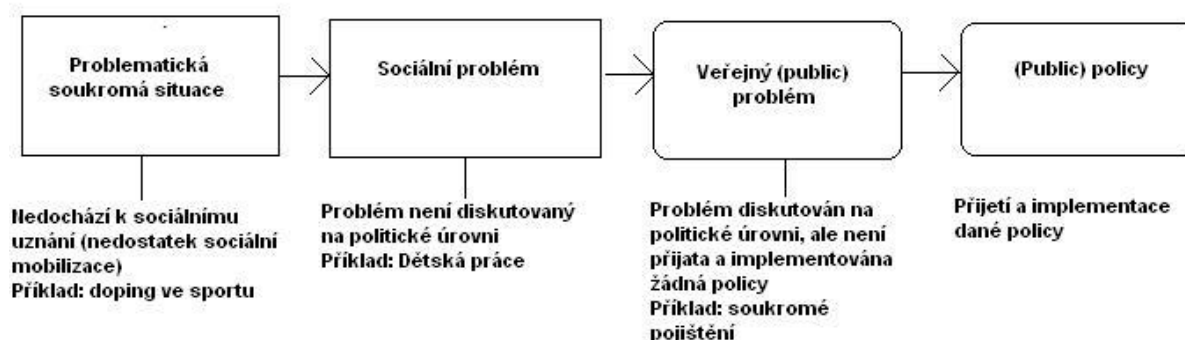 Problematická
soukromá situace
Sociální problém
Veřejný (public)
problém
(Public) policy
Nedochází k sociálnímu
uznání (nedostatek sociální
mobilizace)
Příklad: doping ve sportu
Problém není diskutovaný
na politické úrovni
Příklad: Dětská práce
Problém diskutován na
politické úrovni, ale není
přijata a implementována
žádná policy
Příklad: soukromé
pojištění
Přijetí a implementace
dané policy